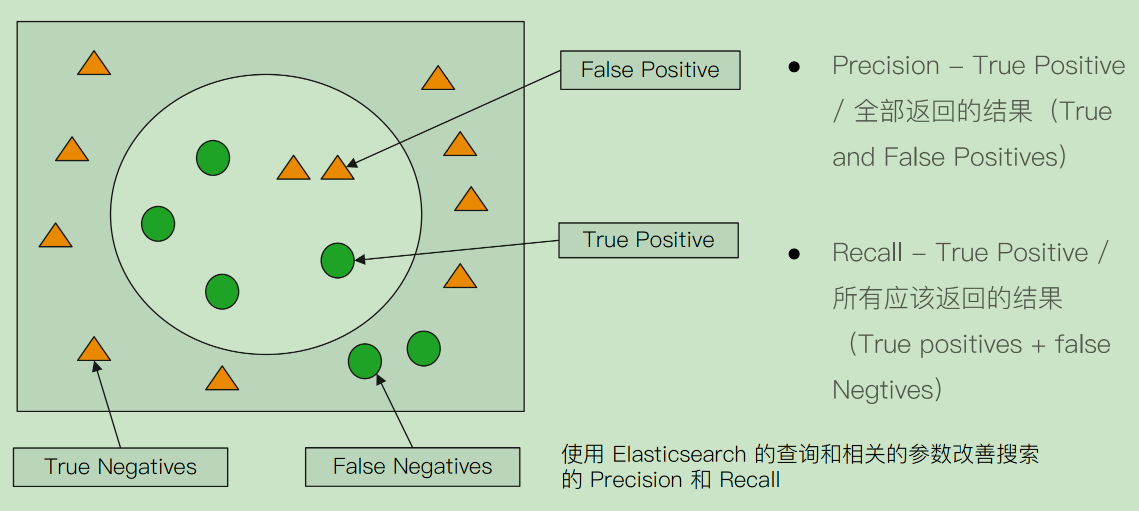 False Positive
True Positive
True Negatives
False Negatives
● Precision – True Positive
/ 全部返回的结果（True
and False Positives）
● Recall – True Positive /
所有应该返回的结果
（True positives + false
Negtives）
使用 Elasticsearch 的查询和相关的参数改善搜索
的 Precision 和 Recall